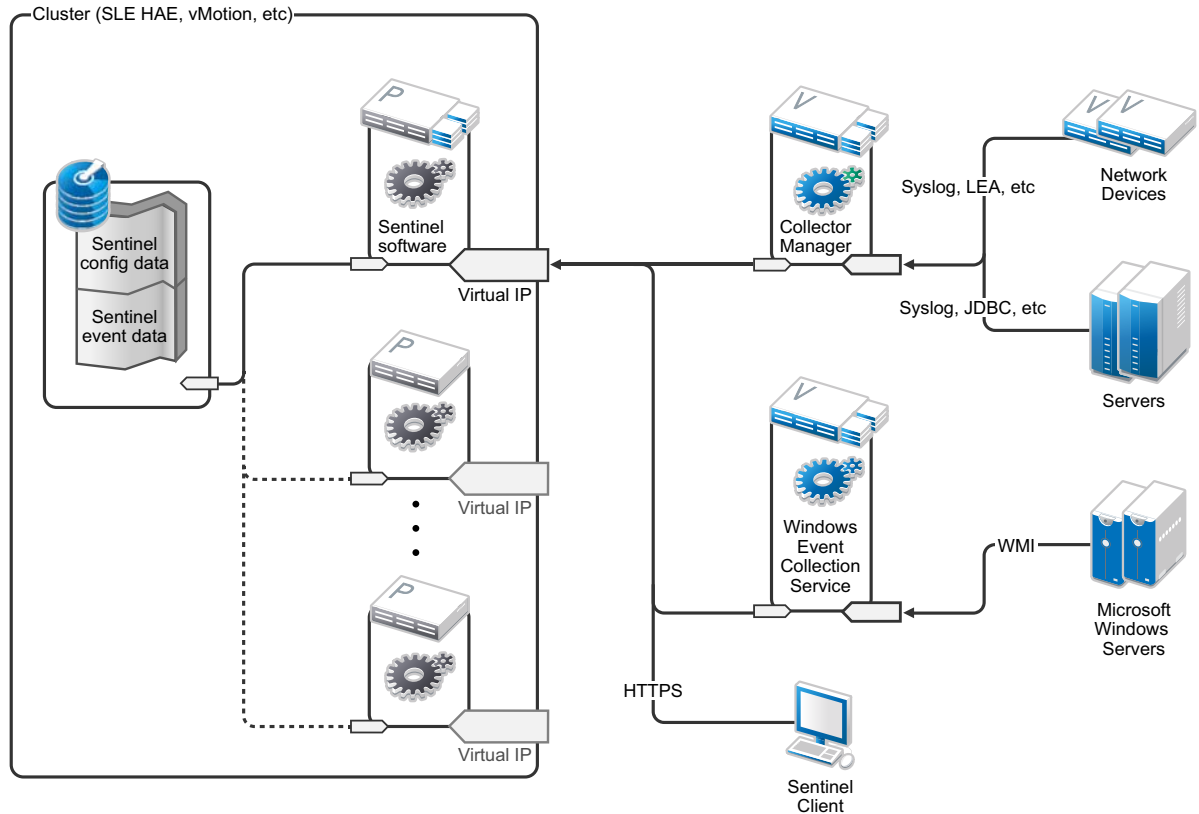 Cluster (SLE HAE, vMotion, etc)
P
Sentinel
software
Virtual IP
Sentinel
config data
Sentinel
event data
P
Virtual IP
P
Virtual IP
V
Collector
Manager
Syslog, LEA, etc
V
V
Network
Devices
Syslog, JDBC, etc
Servers
V
Windows
Event
Collection
Service
WMI
Microsoft
Windows
Servers
HTTPS
Sentinel
Client